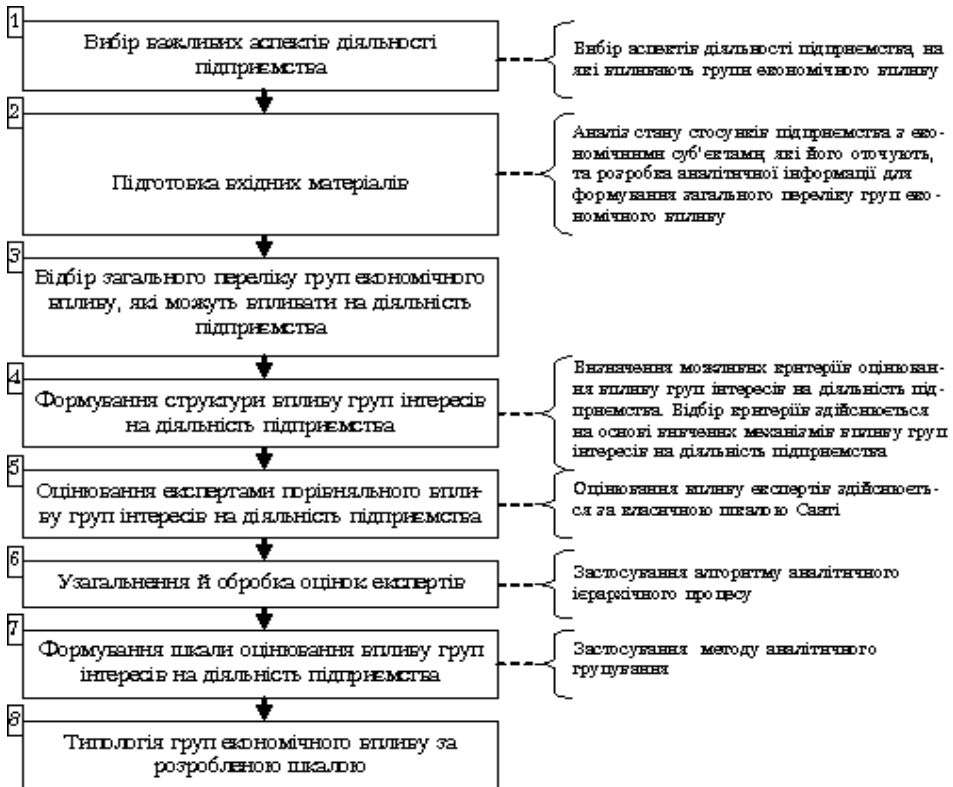 1
Вибір важливих аспектів діяльності
підприємства
Вибір аспектів діяльності підприємства, на
які впливають групи економічного впливу
2
Підготовка вхідних матеріалів
Аналіз стану стосунків підприємства з еко-
номічними суб'єктами, які його оточують,
та розробка аналітичної інформації для
формування загального переліку груп еко-
номічного впливу
3
Відбір загального переліку груп економічного
впливу, які можуть впливати на діяльність
підприємства
4
Формування структури впливу груп інтересів
на діяльність підприємства
Визначення можливих критеріїв оцінюван-
ня впливу груп інтересів на діяльність під-
приємства. Відбір критеріїв здійснюється
на основі вивчених механізмів впливу груп
інтересів на діяльність підприємства
5
Оцінювання експертами порівняльного впли-
ву груп інтересів на діяльність підприємства
Оцінювання впливу експертів здійснюєть-
ся за класичною шкалою Сааті
6
Узагальнення й обробка оцінок експертів
Застосування алгоритму аналітичного
ієрархічного процесу
7
Формування шкали оцінювання впливу груп
інтересів на діяльність підприємства
Застосування методу аналітичного
групування
8
Типологія груп економічного впливу за
розробленою шкалою